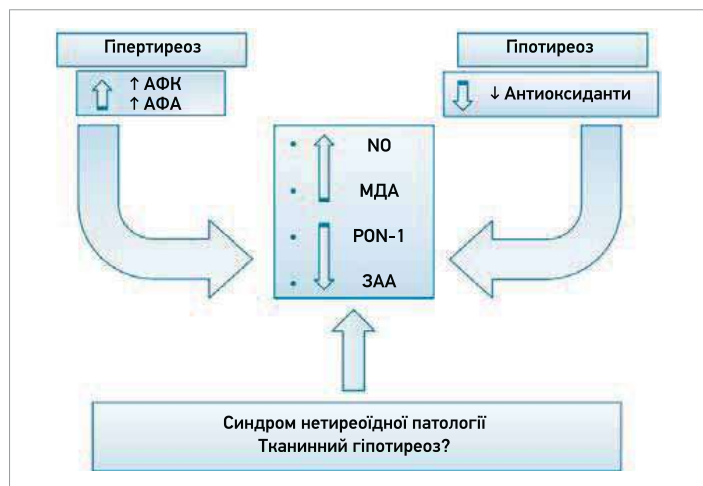 Гіпертиреоз
↑ АФК
↑ АФА
Гіпотиреоз
↓ Антиоксиданти
• NO
• МДА
• PON-1
• ЗАА
Синдром нетиреоїдної патології
Тканинний гіпотиреоз?